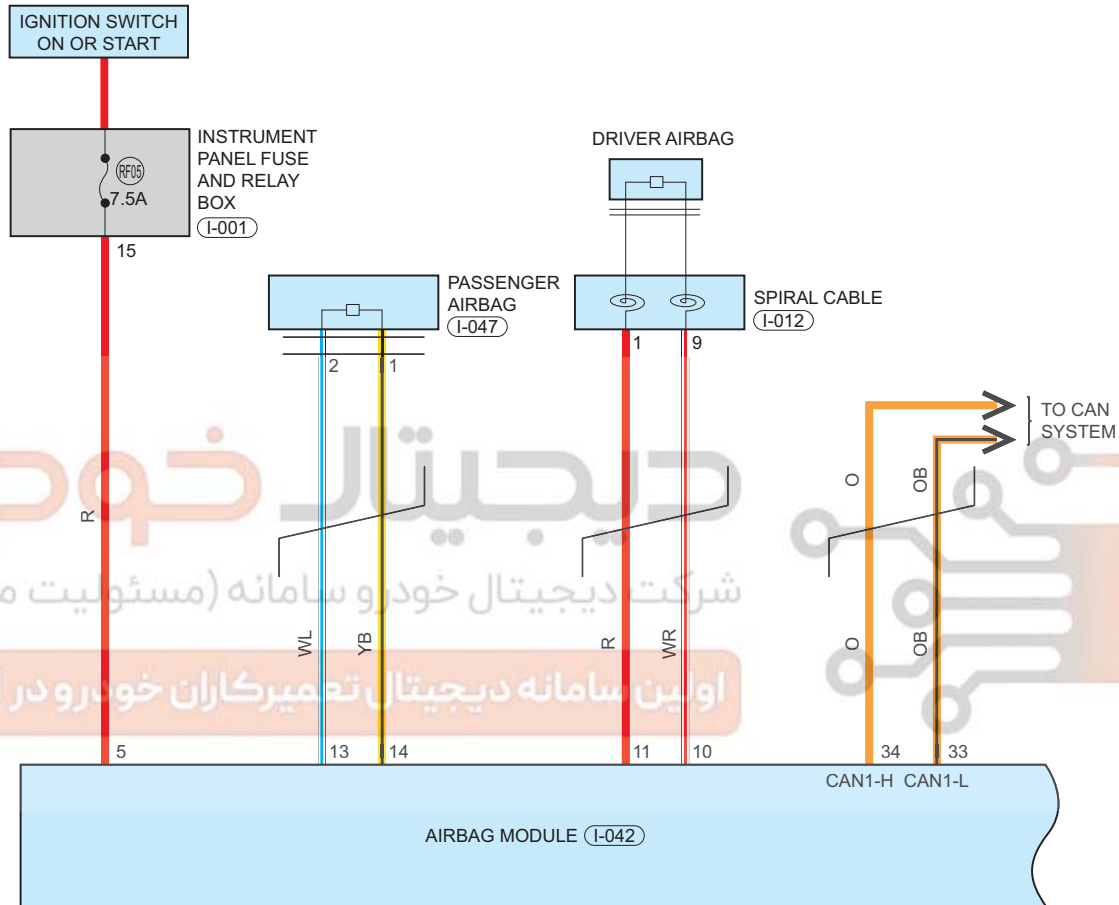 IGNITION SWITCH
ON OR START
INSTRUMENT
PANEL FUSE
AND RELAY
BOX
I-001
RF05
7.5A
15
DRIVER AIRBAG
PASSENGER
AIRBAG
I-047
SPIRAL CABLE
I-012
2
1
1
9
TO CAN
SYSTEM
R
O
OB
دیجیتال خود
شرکت دیجیتال خودرو سامانه (مسئولیت م
WL
YB
R
WR
O
OB
اولین سامانه دیجیتال تعمیرکاران خودرو در ا
5
13
14
11
10
34
33
CAN1-H
CAN1-L
AIRBAG MODULE
I-042